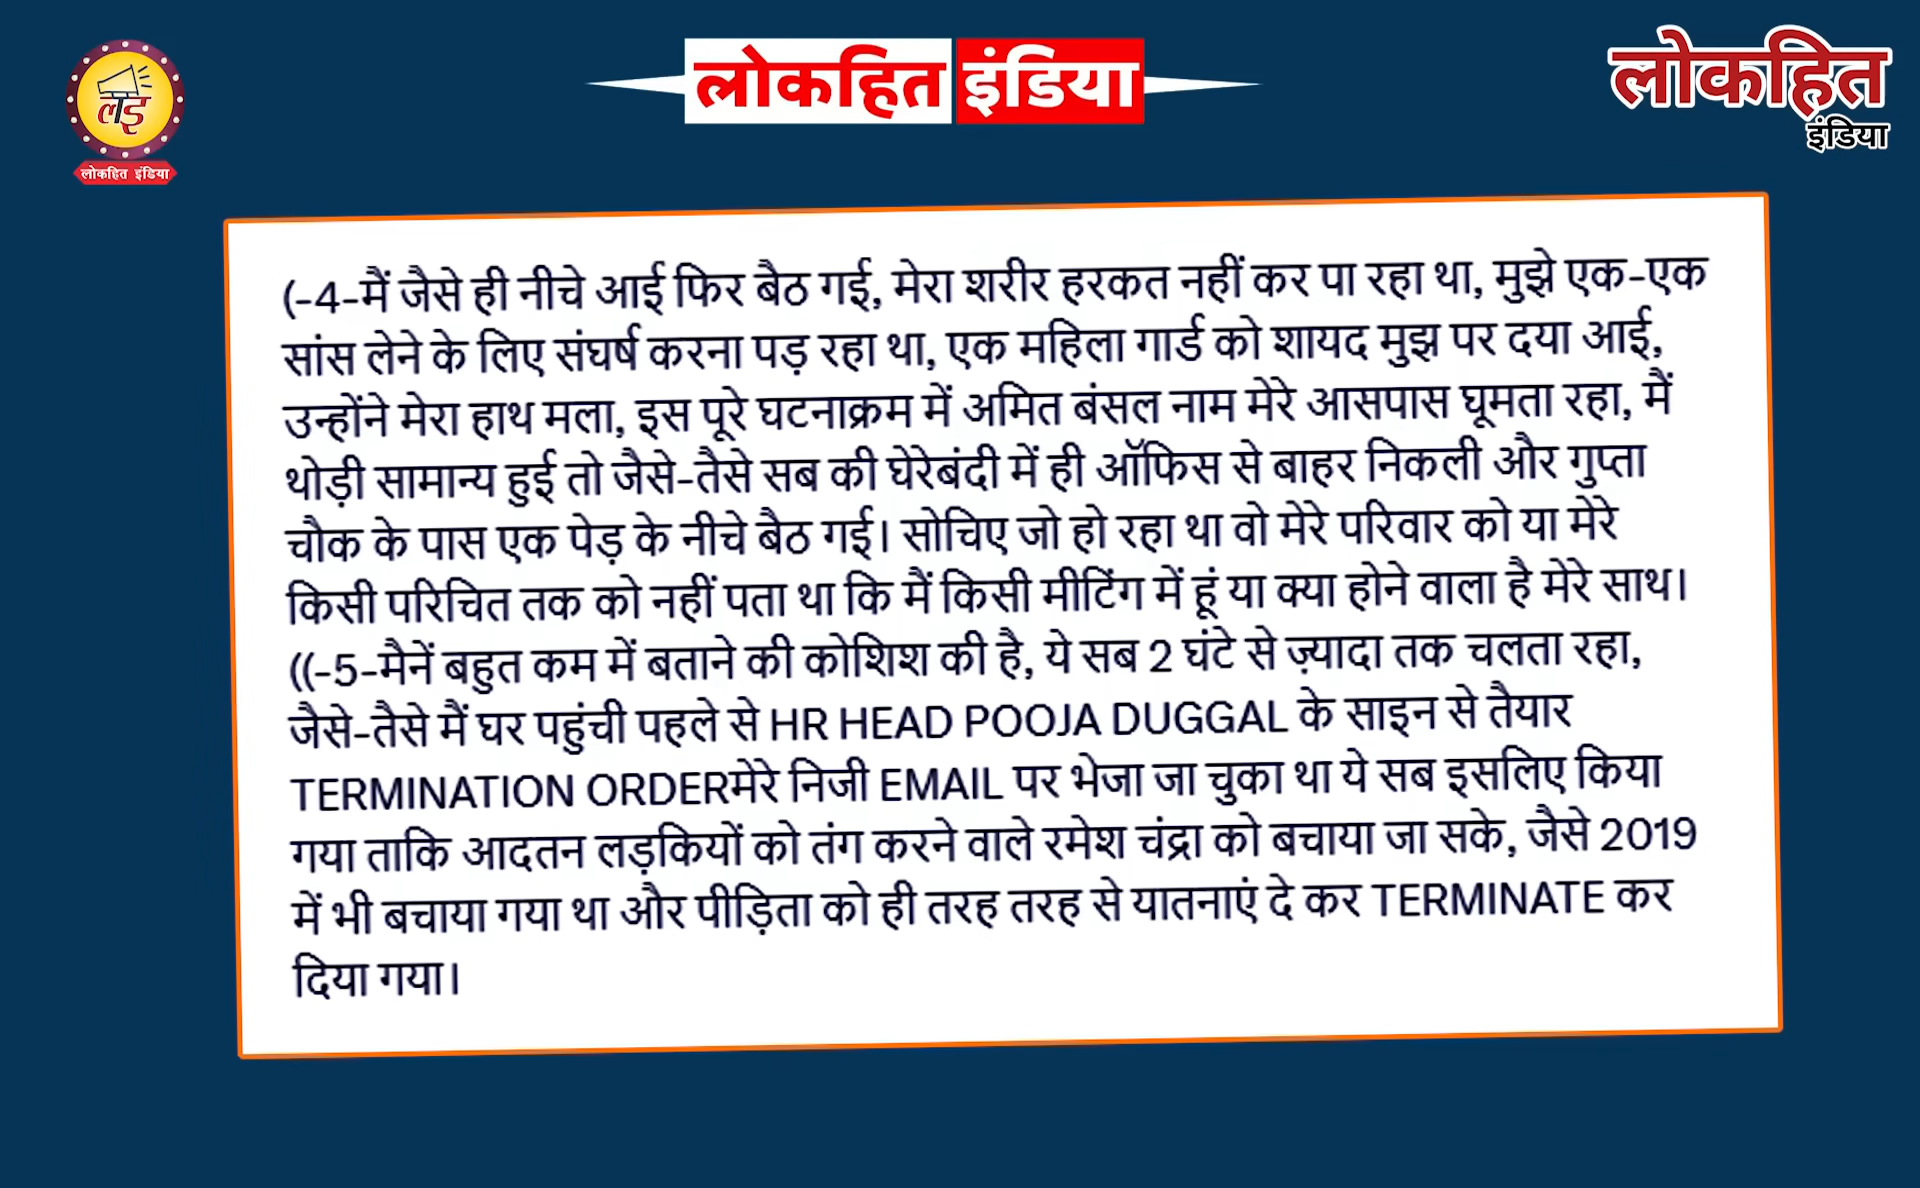 लई
लोकहित इंडिया
लोकहित इंडिया
लोकहित
इंडिया
(-4-मैं जैसे ही नीचे आई फिर बैठ गई, मेरा शरीर हरकत नहीं कर पा रहा था, मुझे एक-एक
सांस लेने के लिए संघर्ष करना पड़ रहा था, एक महिला गार्ड को शायद मुझ पर दया आई,
उन्होंने मेरा हाथ मला, इस पूरे घटनाक्रम में अमित बंसल नाम मेरे आसपास घूमता रहा, मैं
थोड़ी सामान्य हुई तो जैसे-तैसे सब की घेरेबंदी में ही ऑफिस से बाहर निकली और गुप्ता
चौक के पास एक पेड़ के नीचे बैठ गई। सोचिए जो हो रहा था वो मेरे परिवार को या मेरे
किसी परिचित तक को नहीं पता था कि मैं किसी मीटिंग में हूं या क्या होने वाला है मेरे साथ।
((-5-मैनें बहुत कम में बताने की कोशिश की है, ये सब 2 घंटे से ज़्यादा तक चलता रहा,
जैसे-तैसे मैं घर पहुंची पहले से HR HEAD POOJA DUGGAL के साइन से तैयार
TERMINATION ORDERमेरे निजी EMAIL पर भेजा जा चुका था ये सब इसलिए किया
गया ताकि आदतन लड़कियों को तंग करने वाले रमेश चंद्रा को बचाया जा सके, जैसे 2019
में भी बचाया गया था और पीड़िता को ही तरह तरह से यातनाएं दे कर TERMINATE कर
दिया गया।